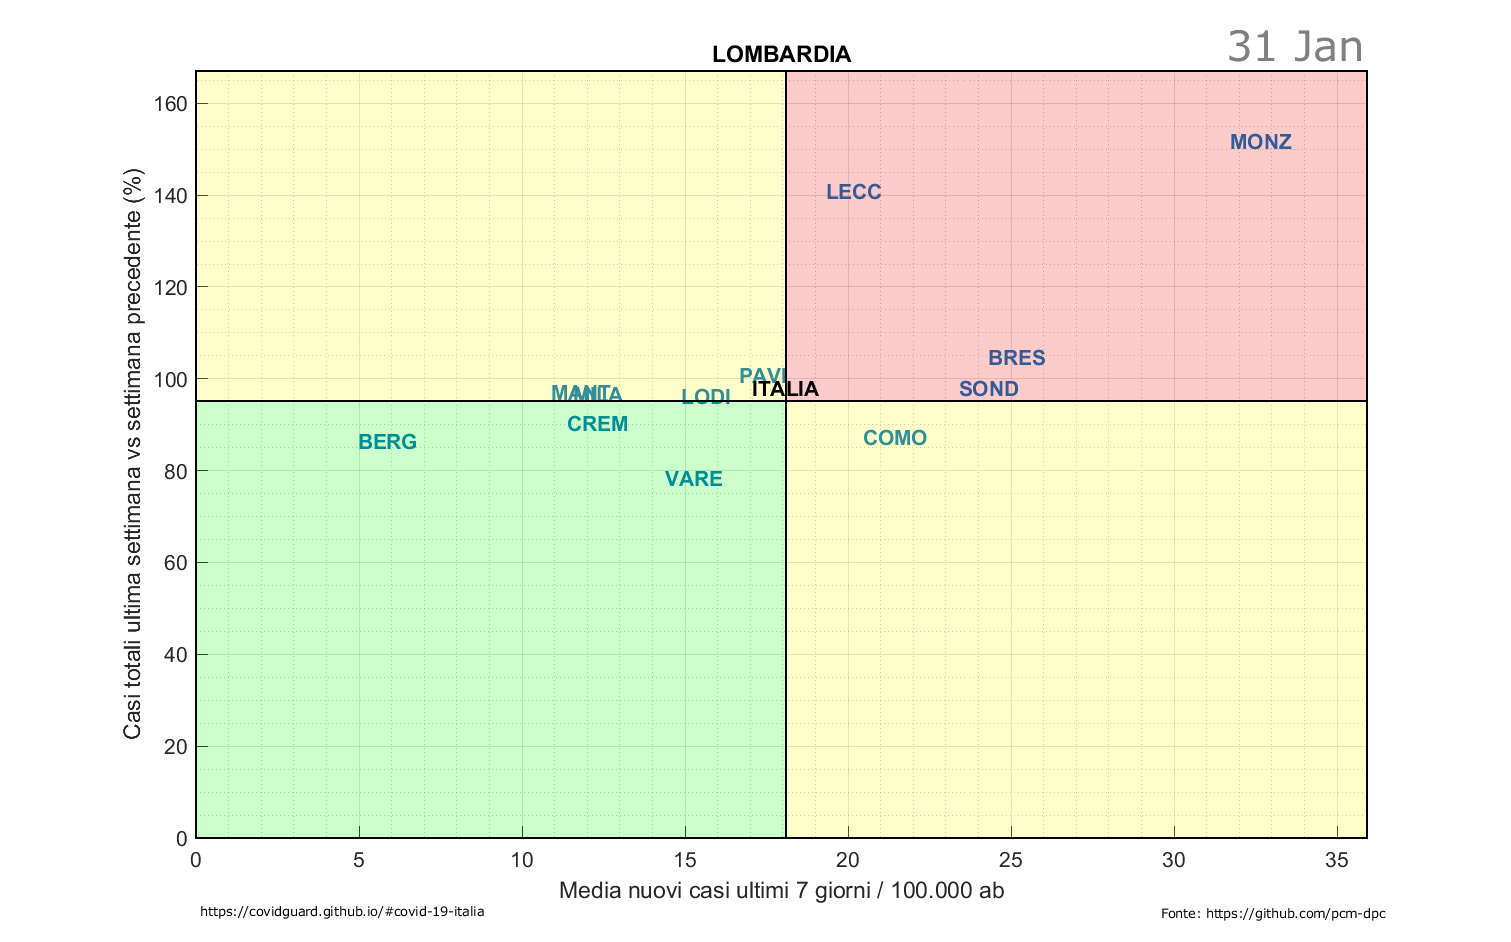 31 Jan
LOMBARDIA
Casi totali ultima settimana vs settimana precedente (%)
160
140
120
100
80
60
40
20
0
MONZ
LECC
BRES
PAVI
ITALIA
SOND
MANT
LODI
CREM
COMO
BERG
VARE
0 5 10 15 20 25 30 35
Media nuovi casi ultimi 7 giorni / 100.000 ab
https://covidguard.github.io/#covid-19-italia
Fonte: https://github.com/pcm-dpc